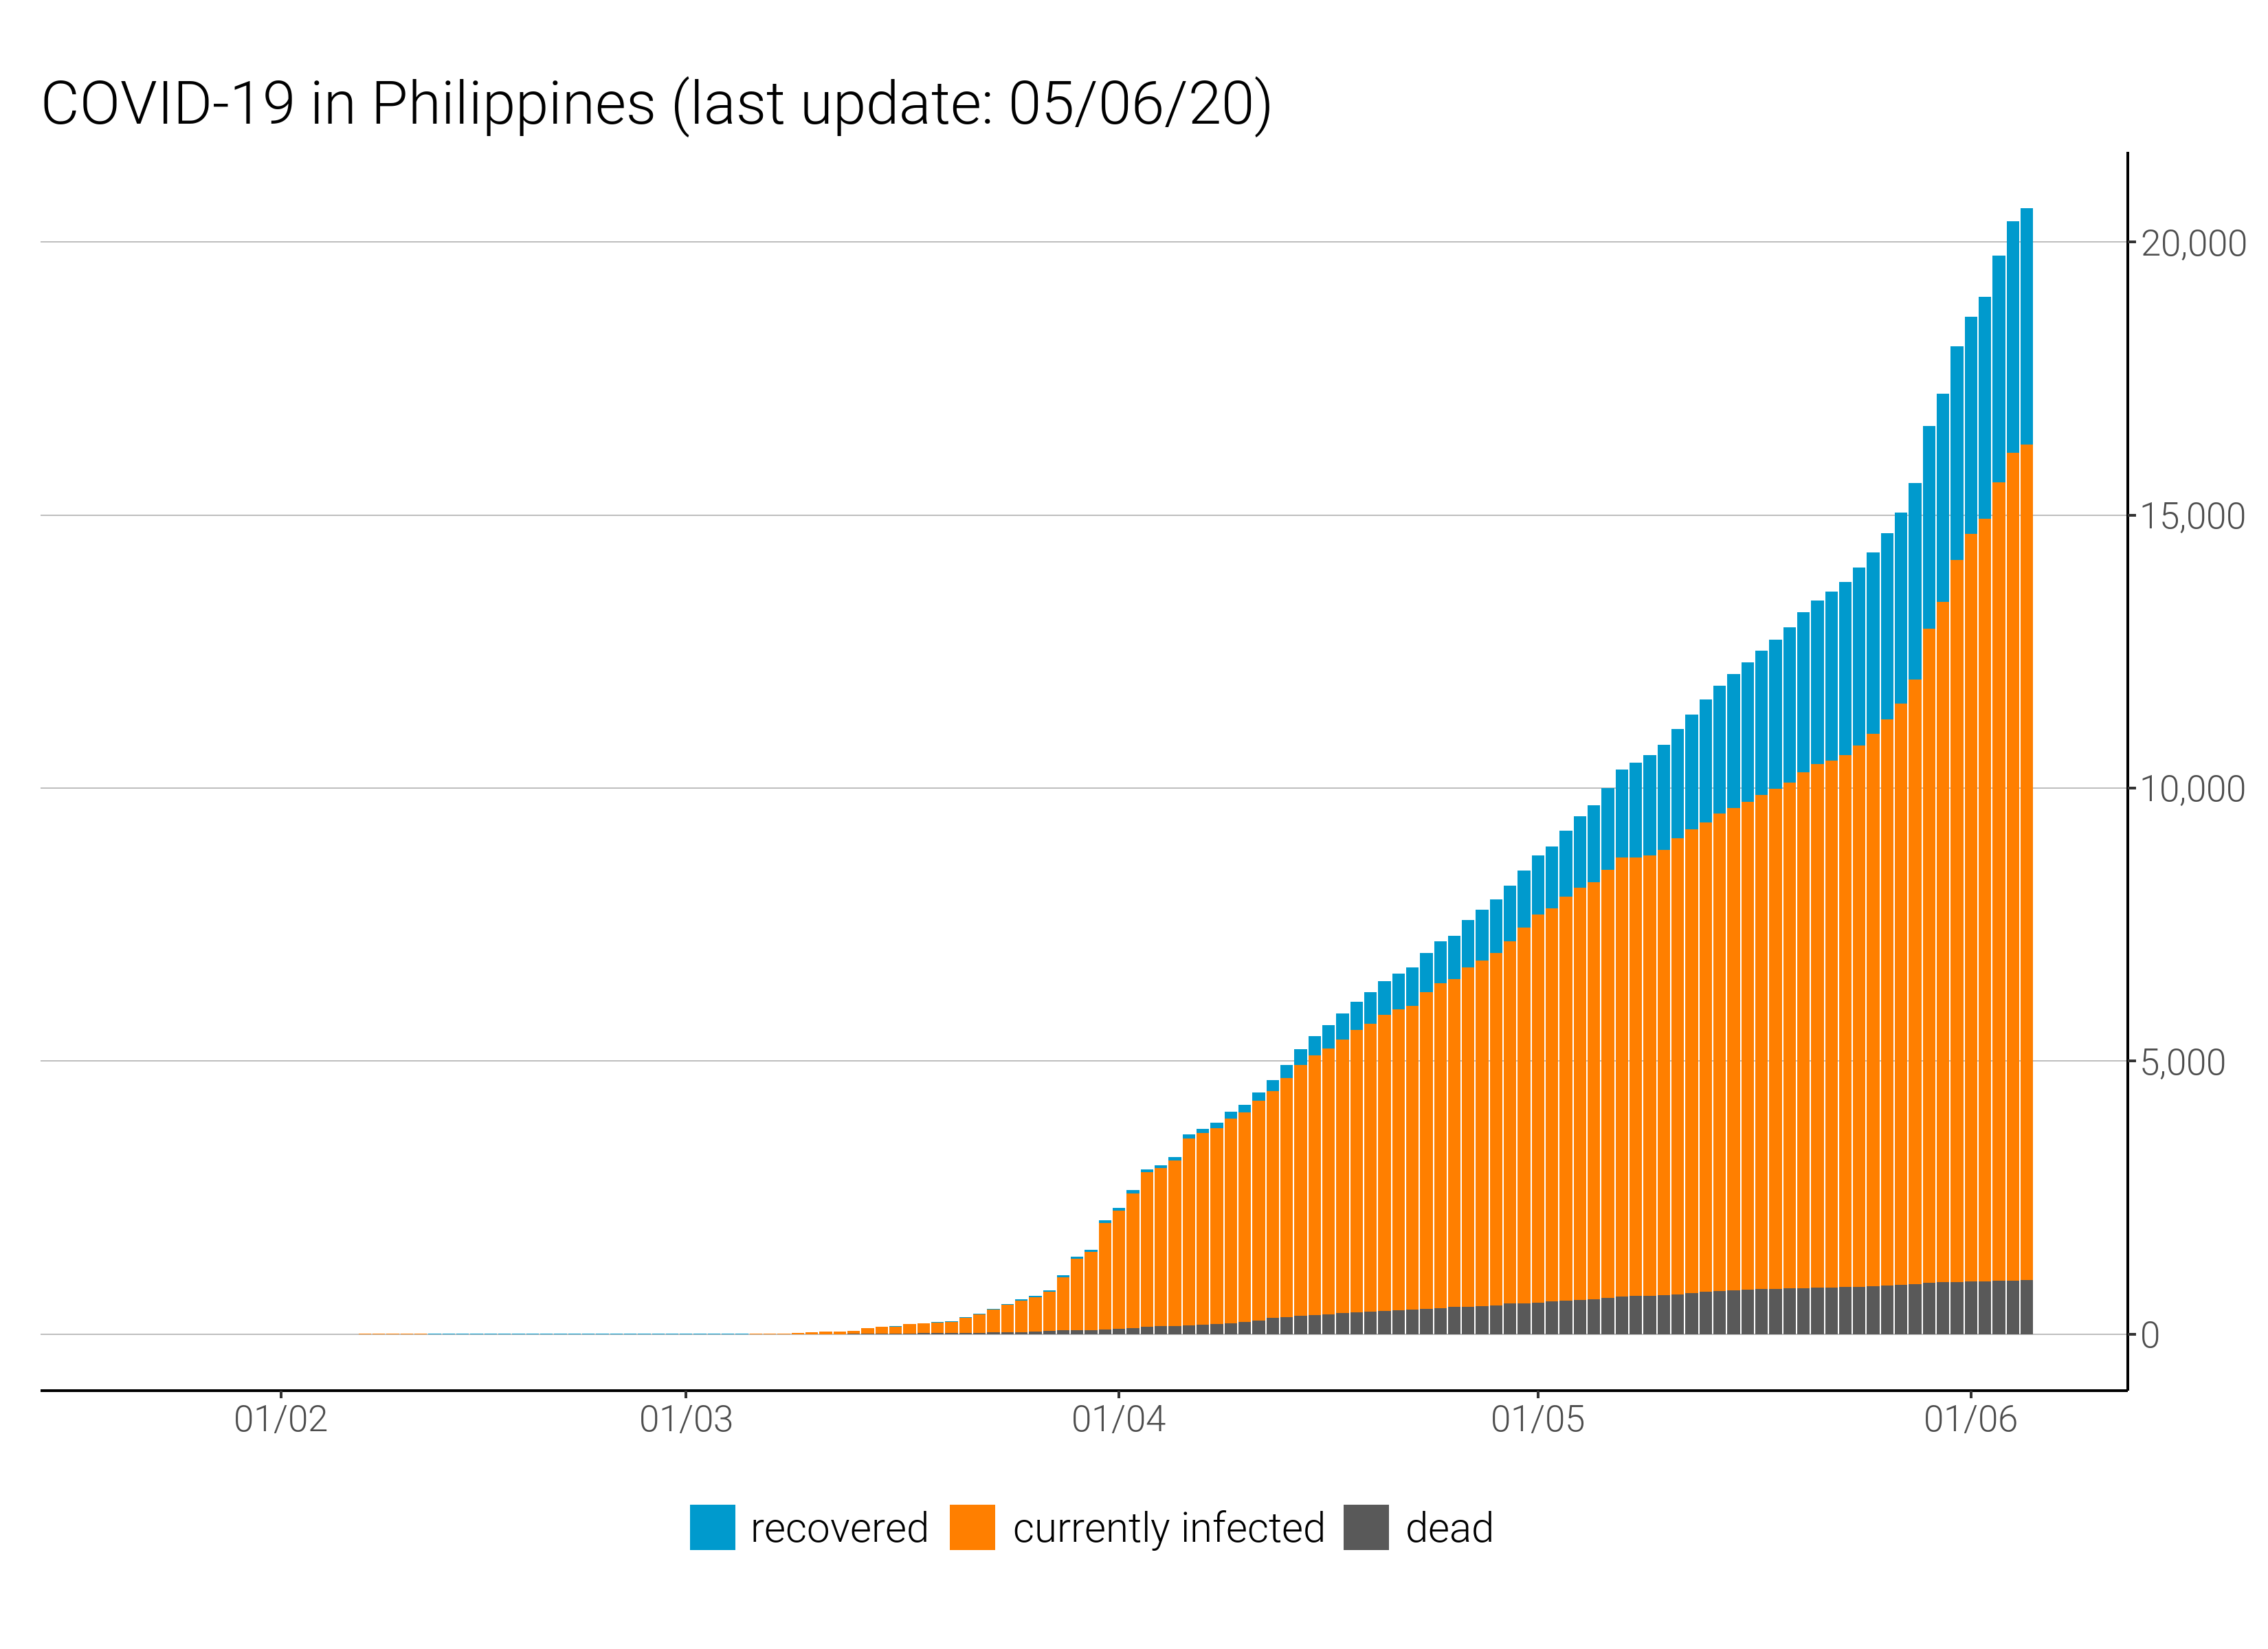 COVID-19 in Philippines (last update: 05/06/20)
20,000
15,000
10,000
5,000
0
01/02 01/03 01/04 01/05 01/06
recovered currently infected dead